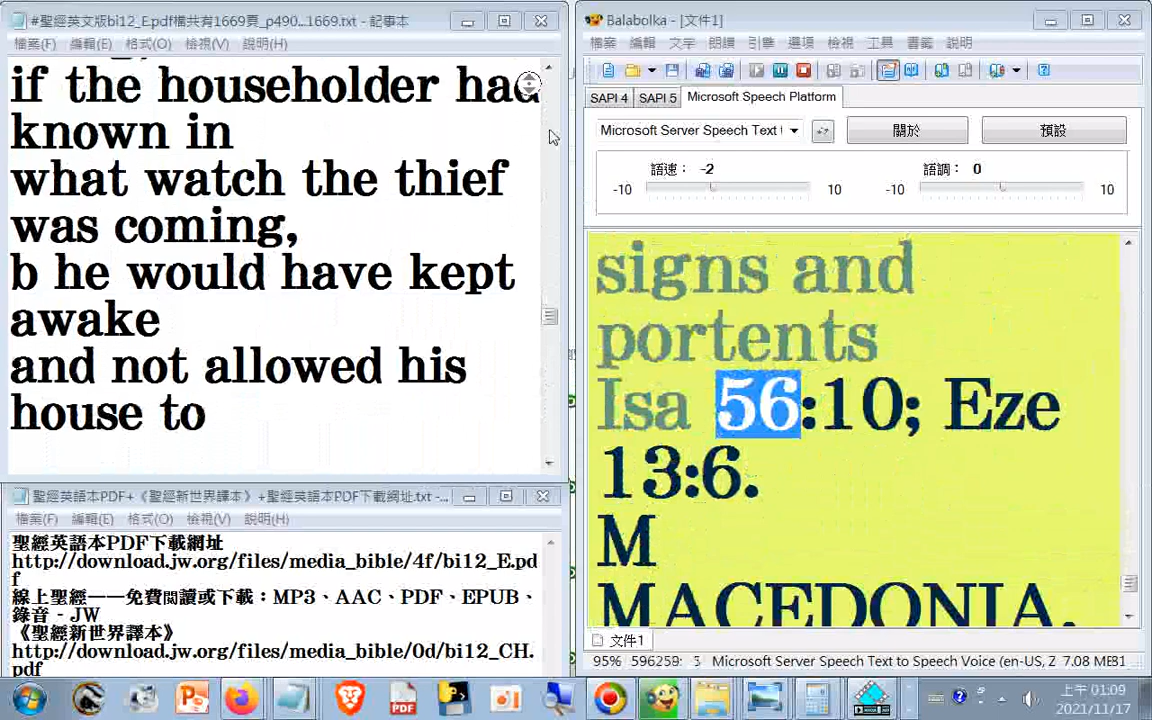 #聖經英文版bi12_E.pdf檔共有1669頁_p490...1669.txt - 記事本
檔案(F) 編輯(E) 格式(O) 檢視(V) 說明(H)
if the householder had
known in
what watch the thief
was coming,
b he would have kept
awake
and not allowed his
house to
聖經英語本PDF+《聖經新世界譯本》+聖經英語本PDF下載網址.txt -...
檔案(F) 編輯(E) 格式(O) 檢視(V) 說明(H)
聖經英語本PDF下載網址
http://download.jw.org/files/media_bible/4f/bi12_E.pd
f
線上聖經——免費閱讀或下載：MP3、AAC、PDF、EPUB、
錄音 - JW
《聖經新世界譯本》
http://download.jw.org/files/media_bible/0d/bi12_CH.
pdf
Balabolka - [文件1]
檔案 編輯 文字 朗讀 引擎 選項 檢視 工具 書籤 說明
SAPI 4 SAPI 5 Microsoft Speech Platform
Microsoft Server Speech Text 關於 預設
語速： -2 語調： 0
-10 10 -10 10
signs and
portents
Isa 56:10; Eze
13:6.
M
MACEDONIA.
文件1
95% 596259: Microsoft Server Speech Text to Speech Voice (en-US, Z 7.08 MB
PDF
上午 01:09
2021/11/17